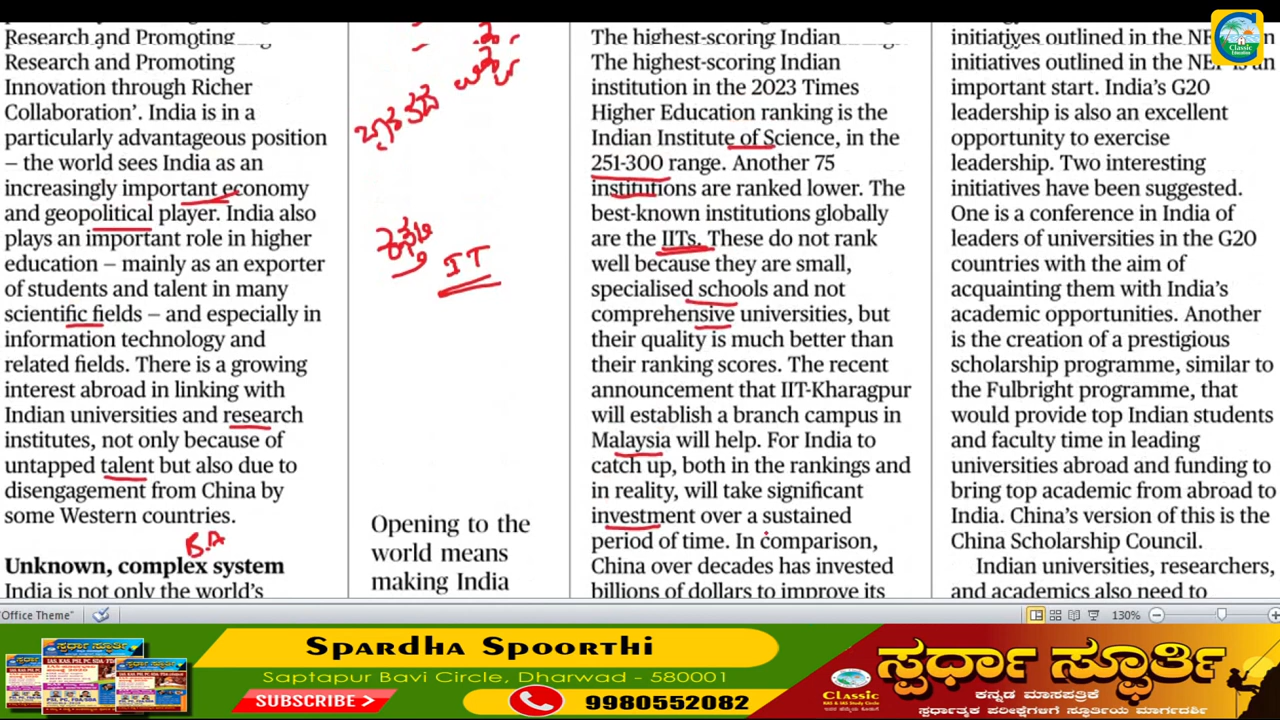 Research and Promoting
Research and Promoting
Innovation through Richer
Collaboration’. India is in a
particularly advantageous position
– the world sees India as an
increasingly important economy
and geopolitical player. India also
plays an important role in higher
education – mainly as an exporter
of students and talent in many
scientific fields – and especially in
information technology and
related fields. There is a growing
interest abroad in linking with
Indian universities and research
institutes, not only because of
untapped talent but also due to
disengagement from China by
some Western countries.
B.A
Unknown, complex system
India is not only the world’s
IT
Opening to the
world means
making India
The highest-scoring Indian
The highest-scoring Indian
institution in the 2023 Times
Higher Education ranking is the
Indian Institute of Science, in the
251-300 range. Another 75
institutions are ranked lower. The
best-known institutions globally
are the IITs. These do not rank
well because they are small,
specialised schools and not
comprehensive universities, but
their quality is much better than
their ranking scores. The recent
announcement that IIT-Kharagpur
will establish a branch campus in
Malaysia will help. For India to
catch up, both in the rankings and
in reality, will take significant
investment over a sustained
period of time. In comparison,
China over decades has invested
billions of dollars to improve its
initiatives outlined in the
initiatives outlined in the NEP is an
important start. India’s G20
leadership is also an excellent
opportunity to exercise
leadership. Two interesting
initiatives have been suggested.
One is a conference in India of
leaders of universities in the G20
countries with the aim of
acquainting them with India’s
academic opportunities. Another
is the creation of a prestigious
scholarship programme, similar to
the Fulbright programme, that
would provide top Indian students
and faculty time in leading
universities abroad and funding to
bring top academic from abroad to
India. China’s version of this is the
China Scholarship Council.
Indian universities, researchers,
and academics also need to
Classic
Education
"Office Theme"
130%
Spardha Spoorthi
Saptapur Bavi Circle, Dharwad - 580001
SUBSCRIBE
9980552082
Classic
KAS & IAS Study Circle
ಸ್ಪರ್ಧಾ ಸ್ಫೂರ್ತಿ
ಕನ್ನಡ ಮಾಸಪತ್ರಿಕೆ
ಸ್ಪರ್ಧಾತ್ಮಕ ಪರೀಕ್ಷೆಗಳಿಗೆ ಸ್ಫೂರ್ತಿಯ ಮಾರ್ಗದರ್ಶಿ